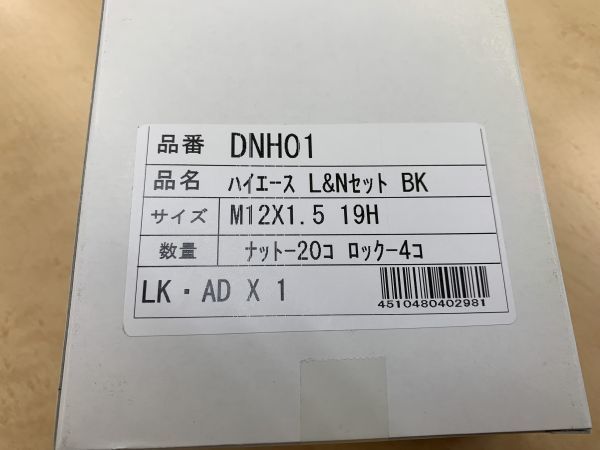 品番 DNH01
品名 ハイエース L&Nセット BK
サイズ M12X1.5 19H
数量 ナットー20コ ロックー4コ
LK・AD X 1
4510480402981